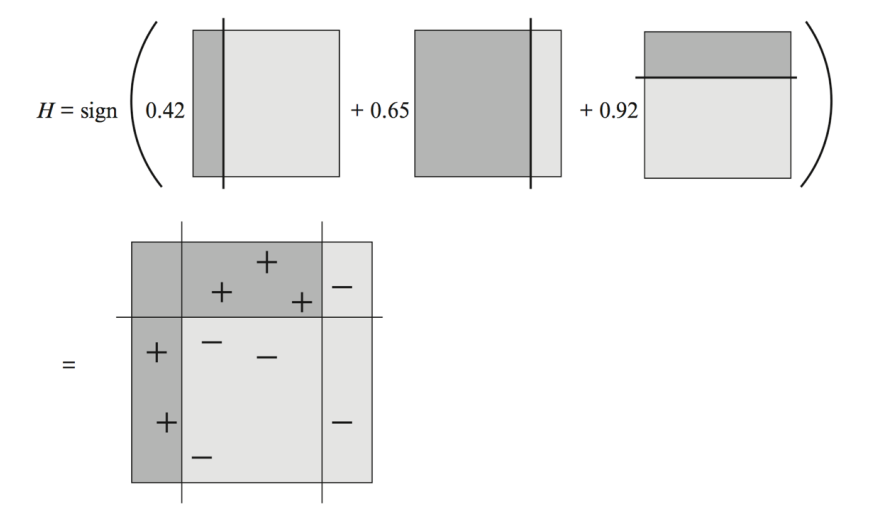 H = sign ( 0.42 + 0.65 + 0.92 )
=
+
+ + −
+ − −
+ −
−